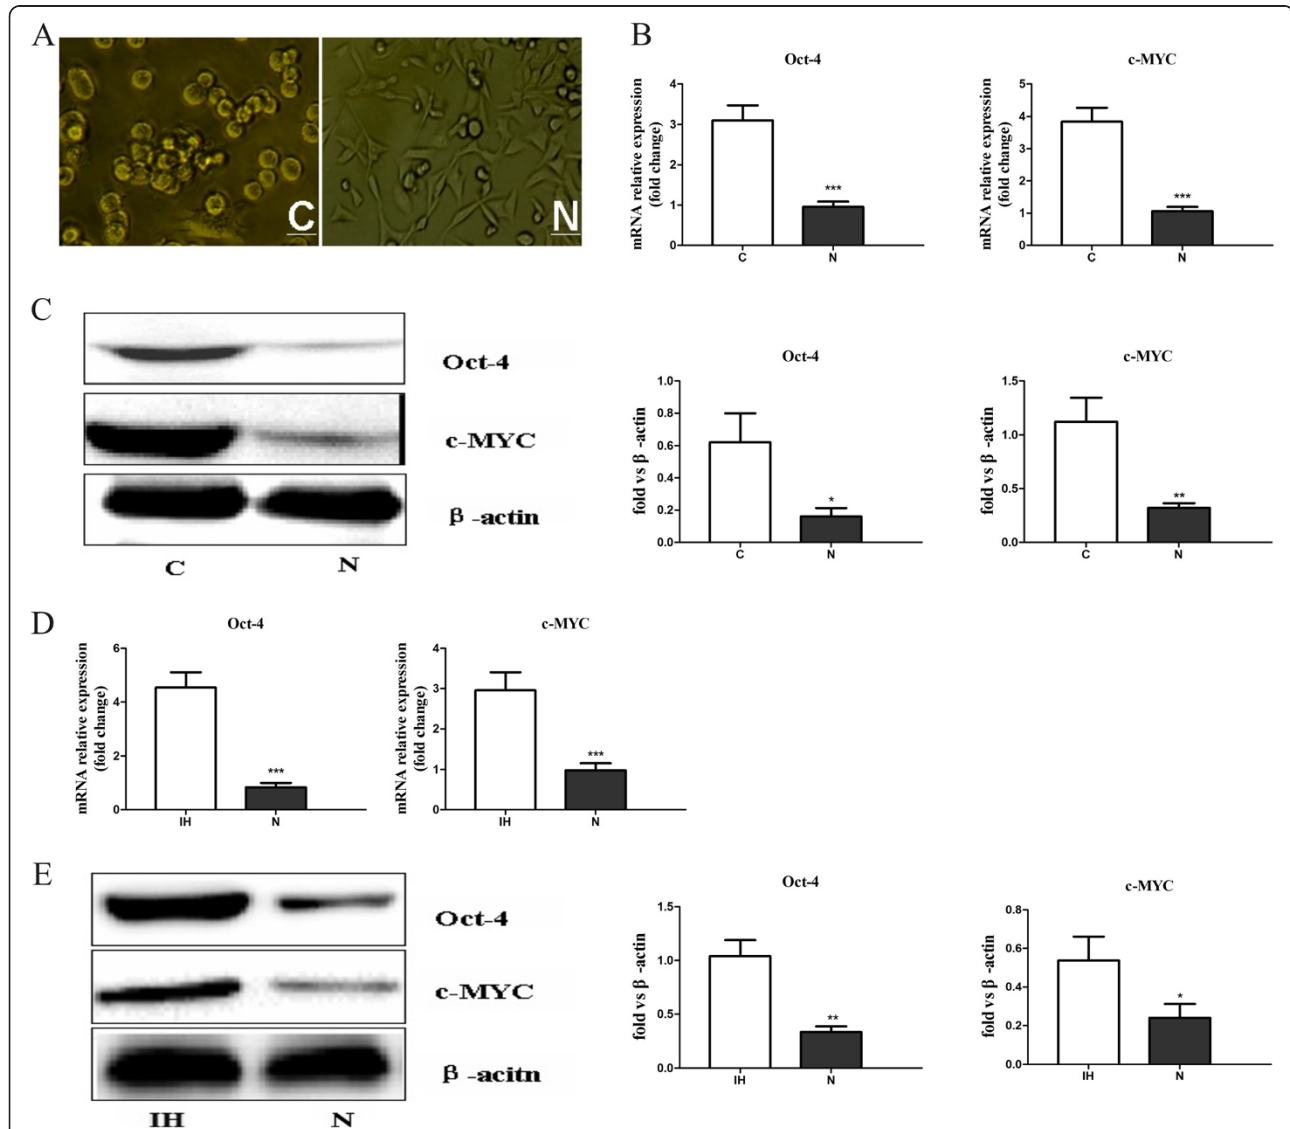 A
C
N
B
Oct-4
mRNA relative expression
(fold change)
4
3
2
1
0
***
C
N
c-MYC
mRNA relative expression
(fold change)
5
4
3
2
1
0
***
C
N
C
Oct-4
c-MYC
β-actin
C
N
Oct-4
fold vs β-actin
1.0
0.8
0.6
0.4
0.2
0.0
*
C
N
c-MYC
fold vs β-actin
1.5
1.0
0.5
0.0
**
C
N
D
Oct-4
mRNA relative expression
(fold change)
6
4
2
0
***
IH
N
c-MYC
mRNA relative expression
(fold change)
4
3
2
1
0
***
IH
N
E
Oct-4
c-MYC
β-acitn
IH
N
Oct-4
fold vs β-actin
1.5
1.0
0.5
0.0
**
IH
N
c-MYC
fold vs β-actin
0.8
0.6
0.4
0.2
0.0
*
IH
N